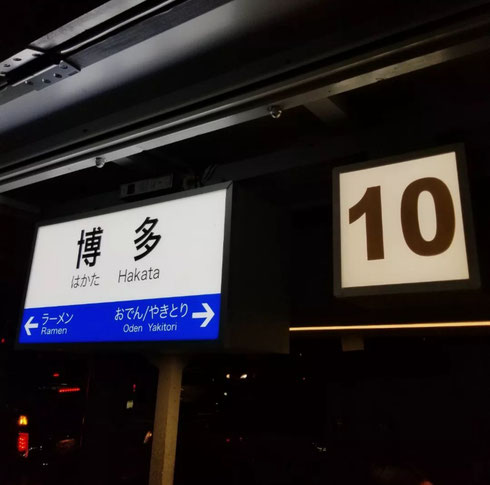 博多
はかた Hakata
← ラーメン
Ramen
おでん/やきとり →
Oden Yakitori
10